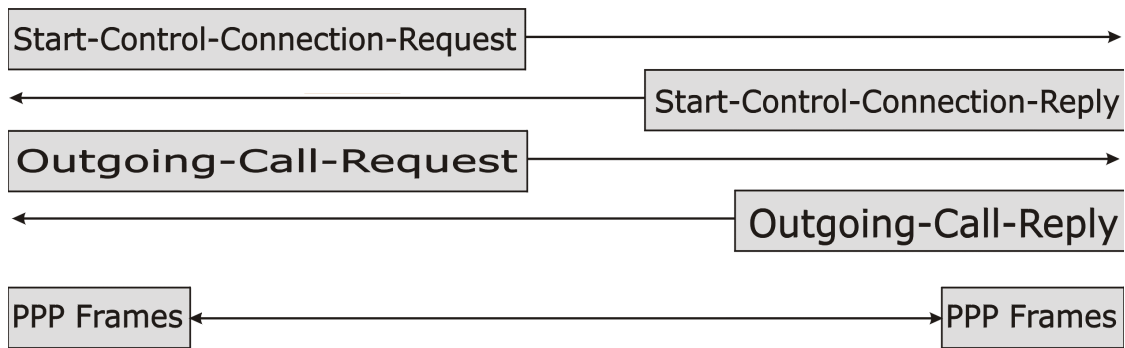 Start-Control-Connection-Request
Start-Control-Connection-Reply
Outgoing-Call-Request
Outgoing-Call-Reply
PPP Frames
PPP Frames